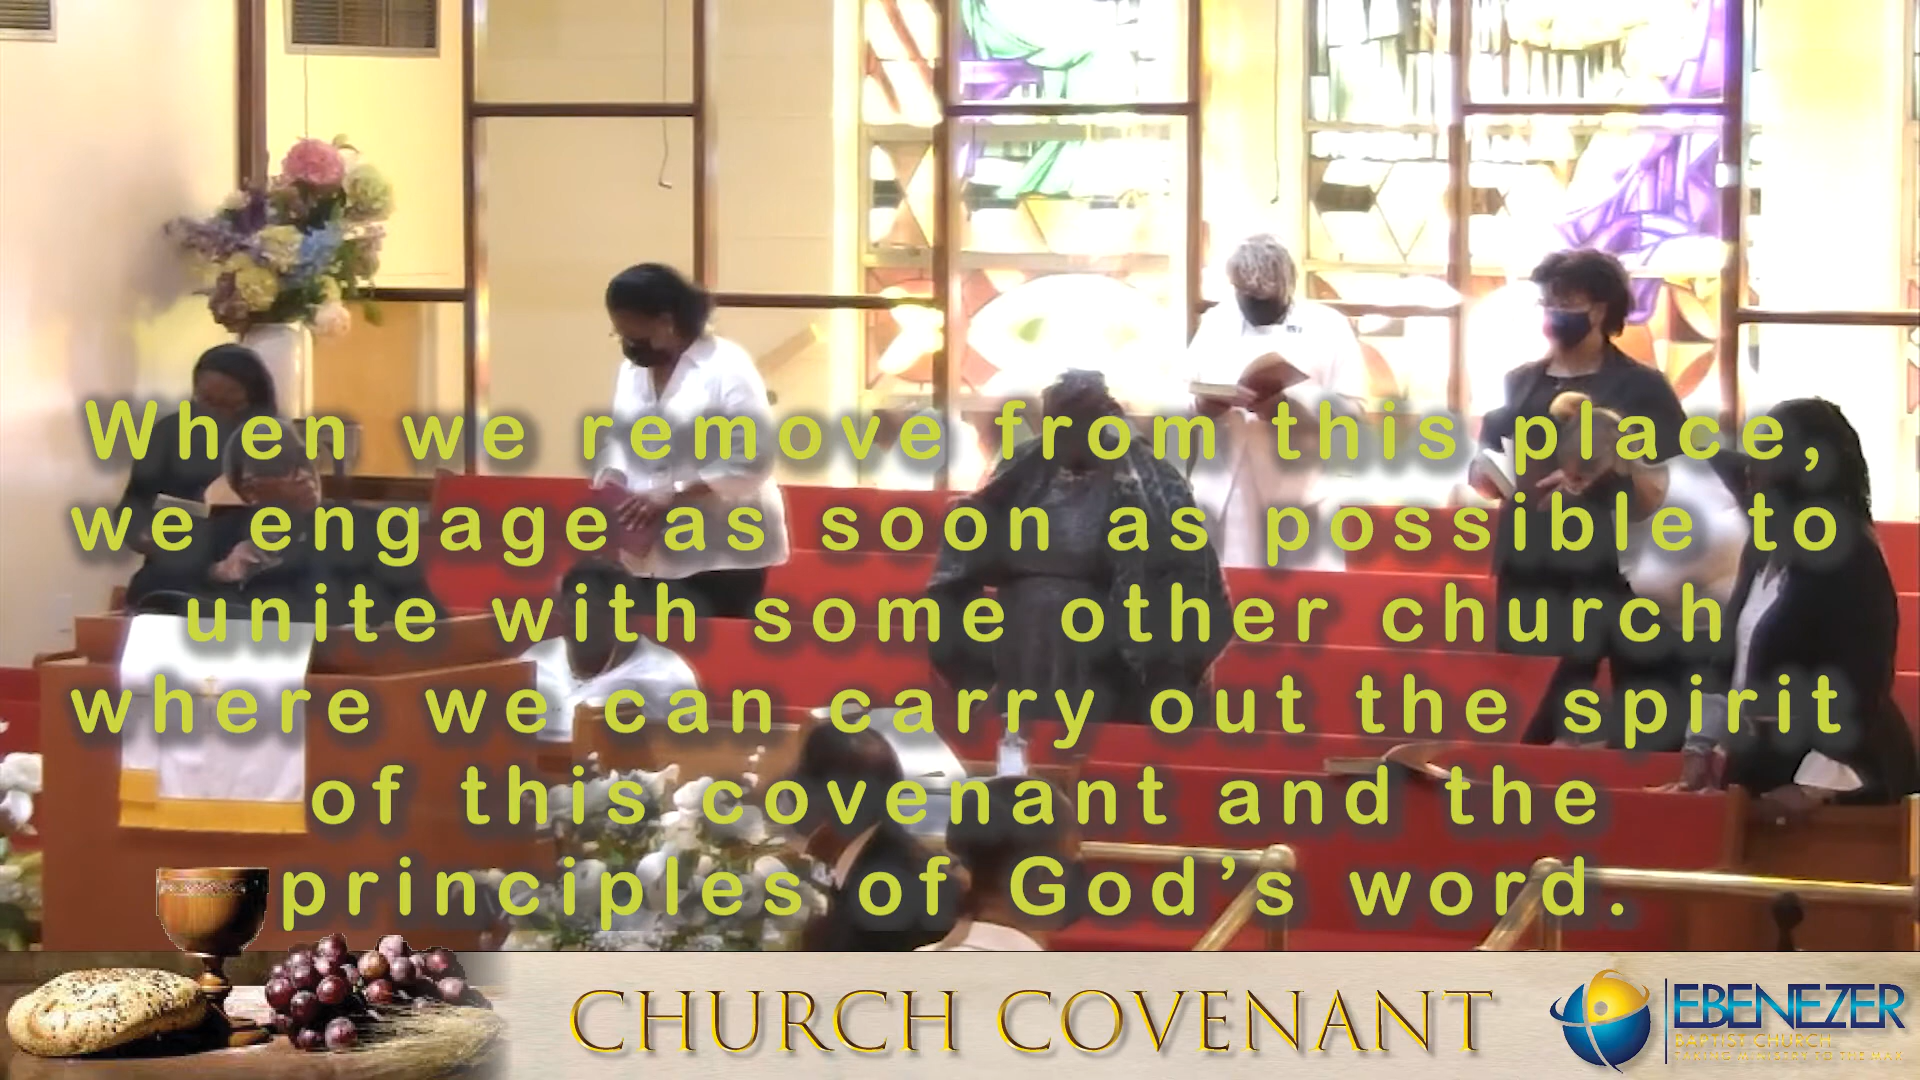 When we remove from this place,
we engage as soon as possible to
unite with some other church
where we can carry out the spirit
of this covenant and the
principles of God’s word.
CHURCH COVENANT
EBENEZER
BAPTIST CHURCH